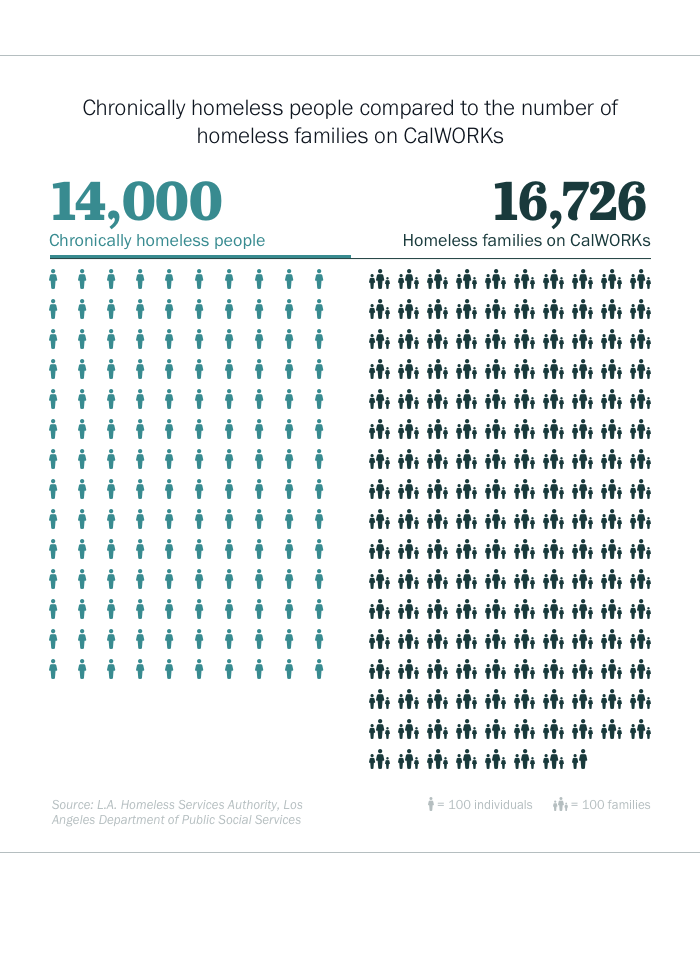 Chronically homeless people compared to the number of
homeless families on CalWORKs
14,000
Chronically homeless people
16,726
Homeless families on CalWORKs
Source: L.A. Homeless Services Authority, Los
Angeles Department of Public Social Services
= 100 individuals
= 100 families